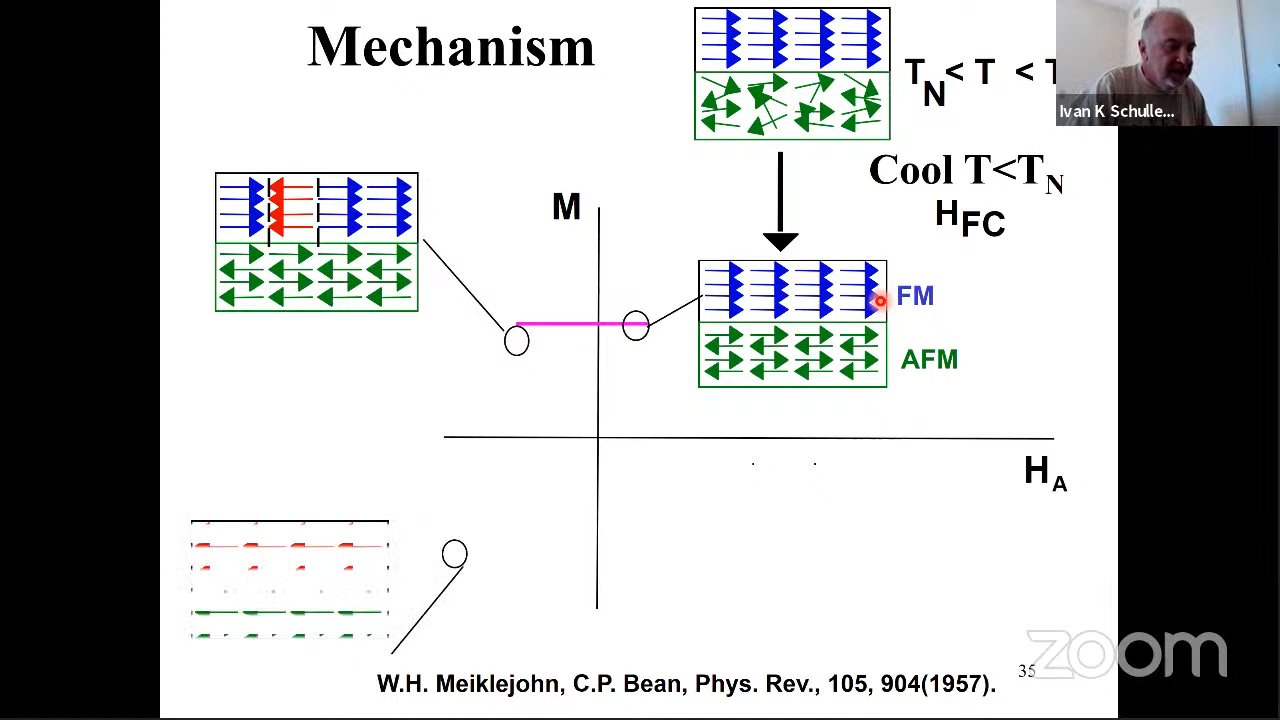 Mechanism
T_N < T < T
Ivan K Schulle...
Cool T<T_N
H_FC
M
FM
AFM
H_A
zoom
35
W.H. Meiklejohn, C.P. Bean, Phys. Rev., 105, 904(1957).